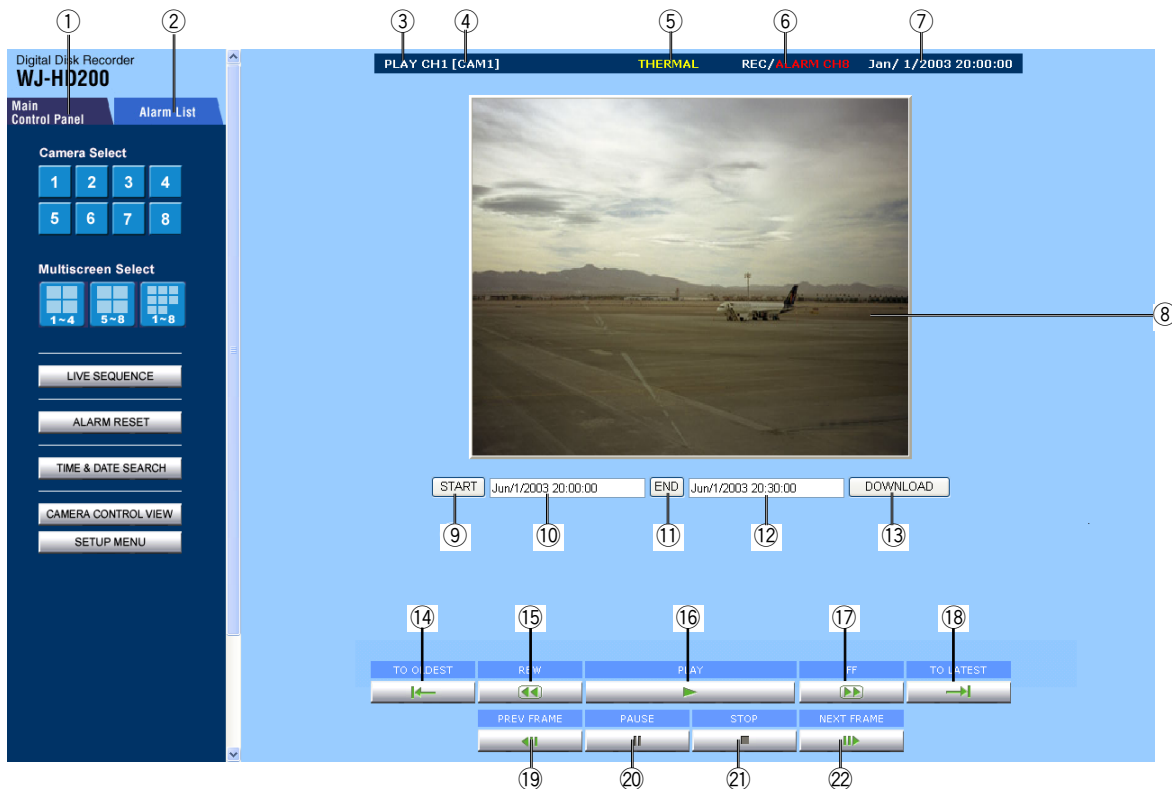 ① ② ③ ④ ⑤ ⑥ ⑦
Digital Disk Recorder
WJ-HD200
Main
Control Panel
Alarm List
PLAY CH1 [CAM1] THERMAL REC/ALARM CH8 Jan/ 1/2003 20:00:00
Camera Select
1 2 3 4
5 6 7 8
Multiscreen Select
1~4 5~8 1~8
⑧
LIVE SEQUENCE
ALARM RESET
TIME & DATE SEARCH
CAMERA CONTROL VIEW
SETUP MENU
START Jun/1/2003 20:00:00 END Jun/1/2003 20:30:00 DOWNLOAD
⑨ ⑩ ⑪ ⑫ ⑬
⑭ ⑮ ⑯ ⑰ ⑱
TO OLDEST REW PLAY FF TO LATEST
PREV FRAME PAUSE STOP NEXT FRAME
⑲ ⑳ ㉑ ㉒